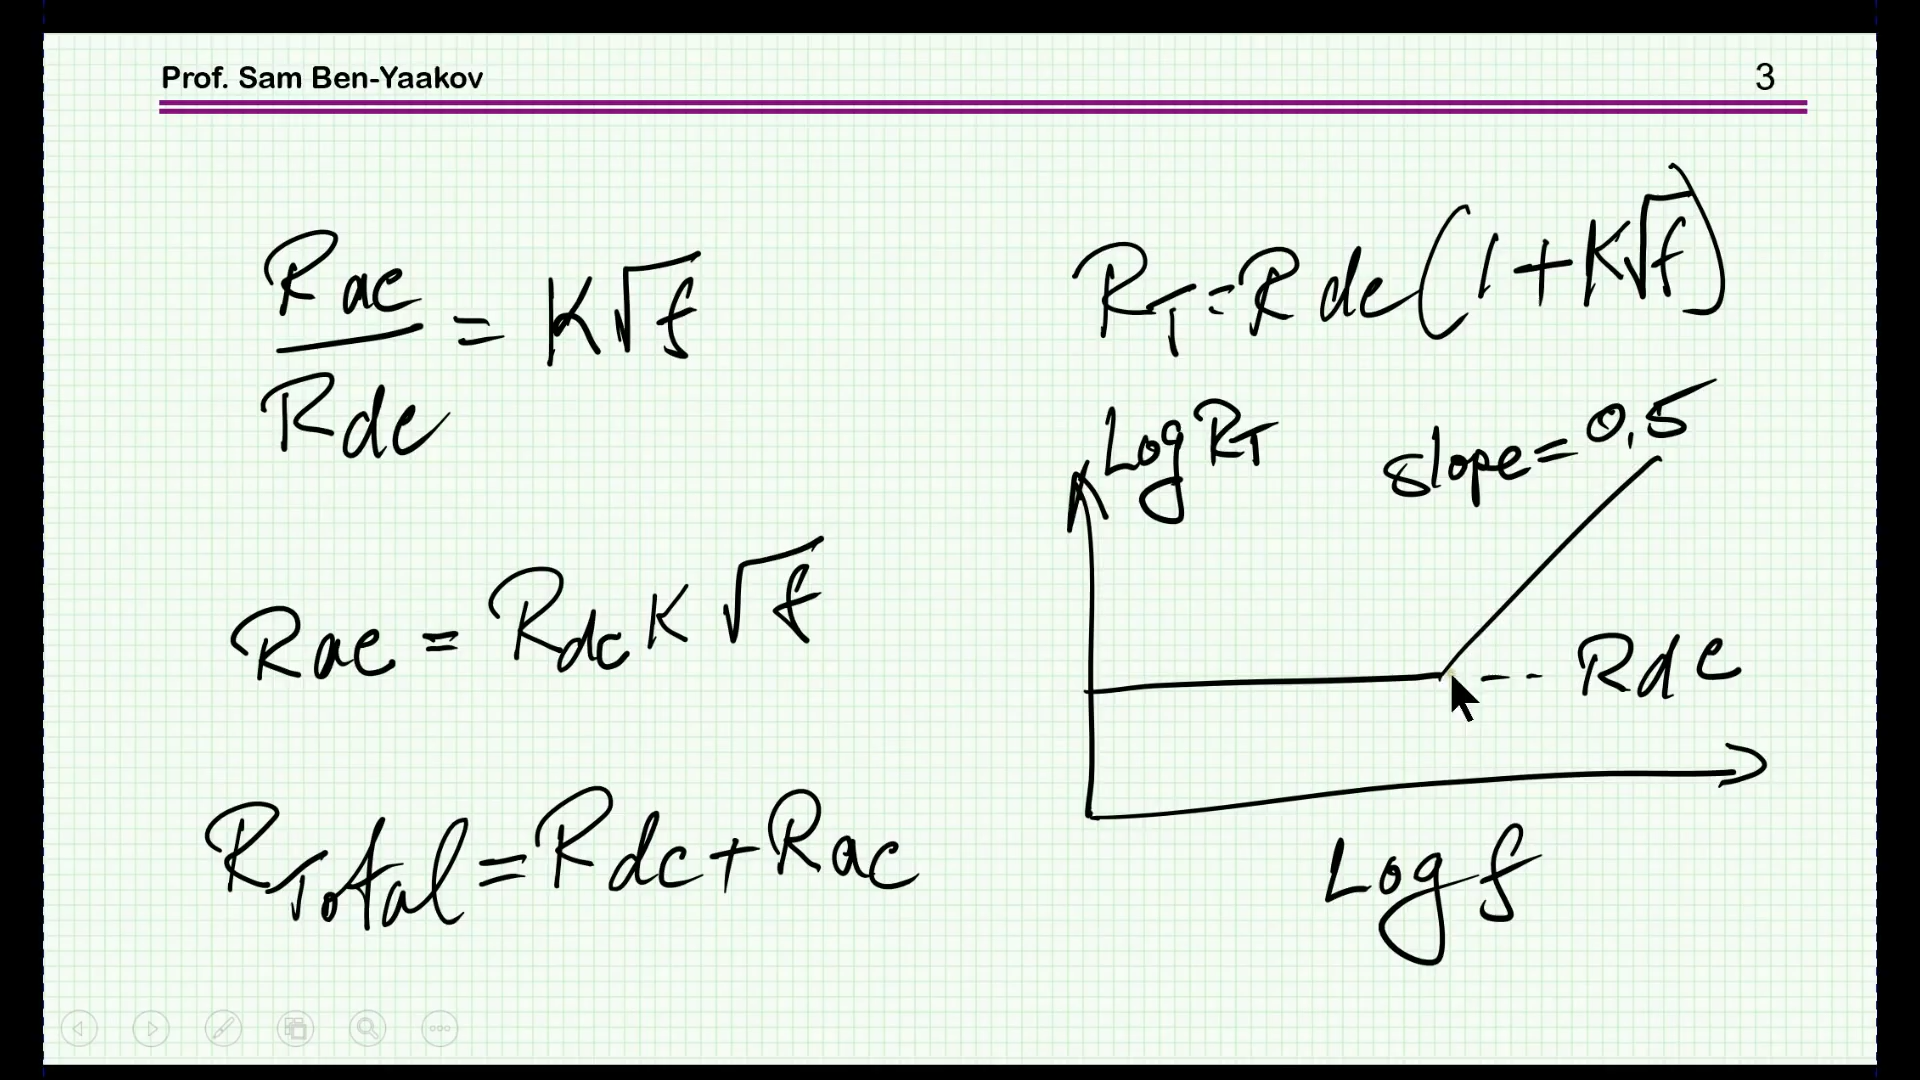 Prof. Sam Ben-Yaakov 3
Rac
Rdc
= K√f
Rac = Rdc K √f
RTotal = Rdc + Rac
RT = Rdc (1 + K√f)
Log RT
slope = 0.5
Rdc
Log f